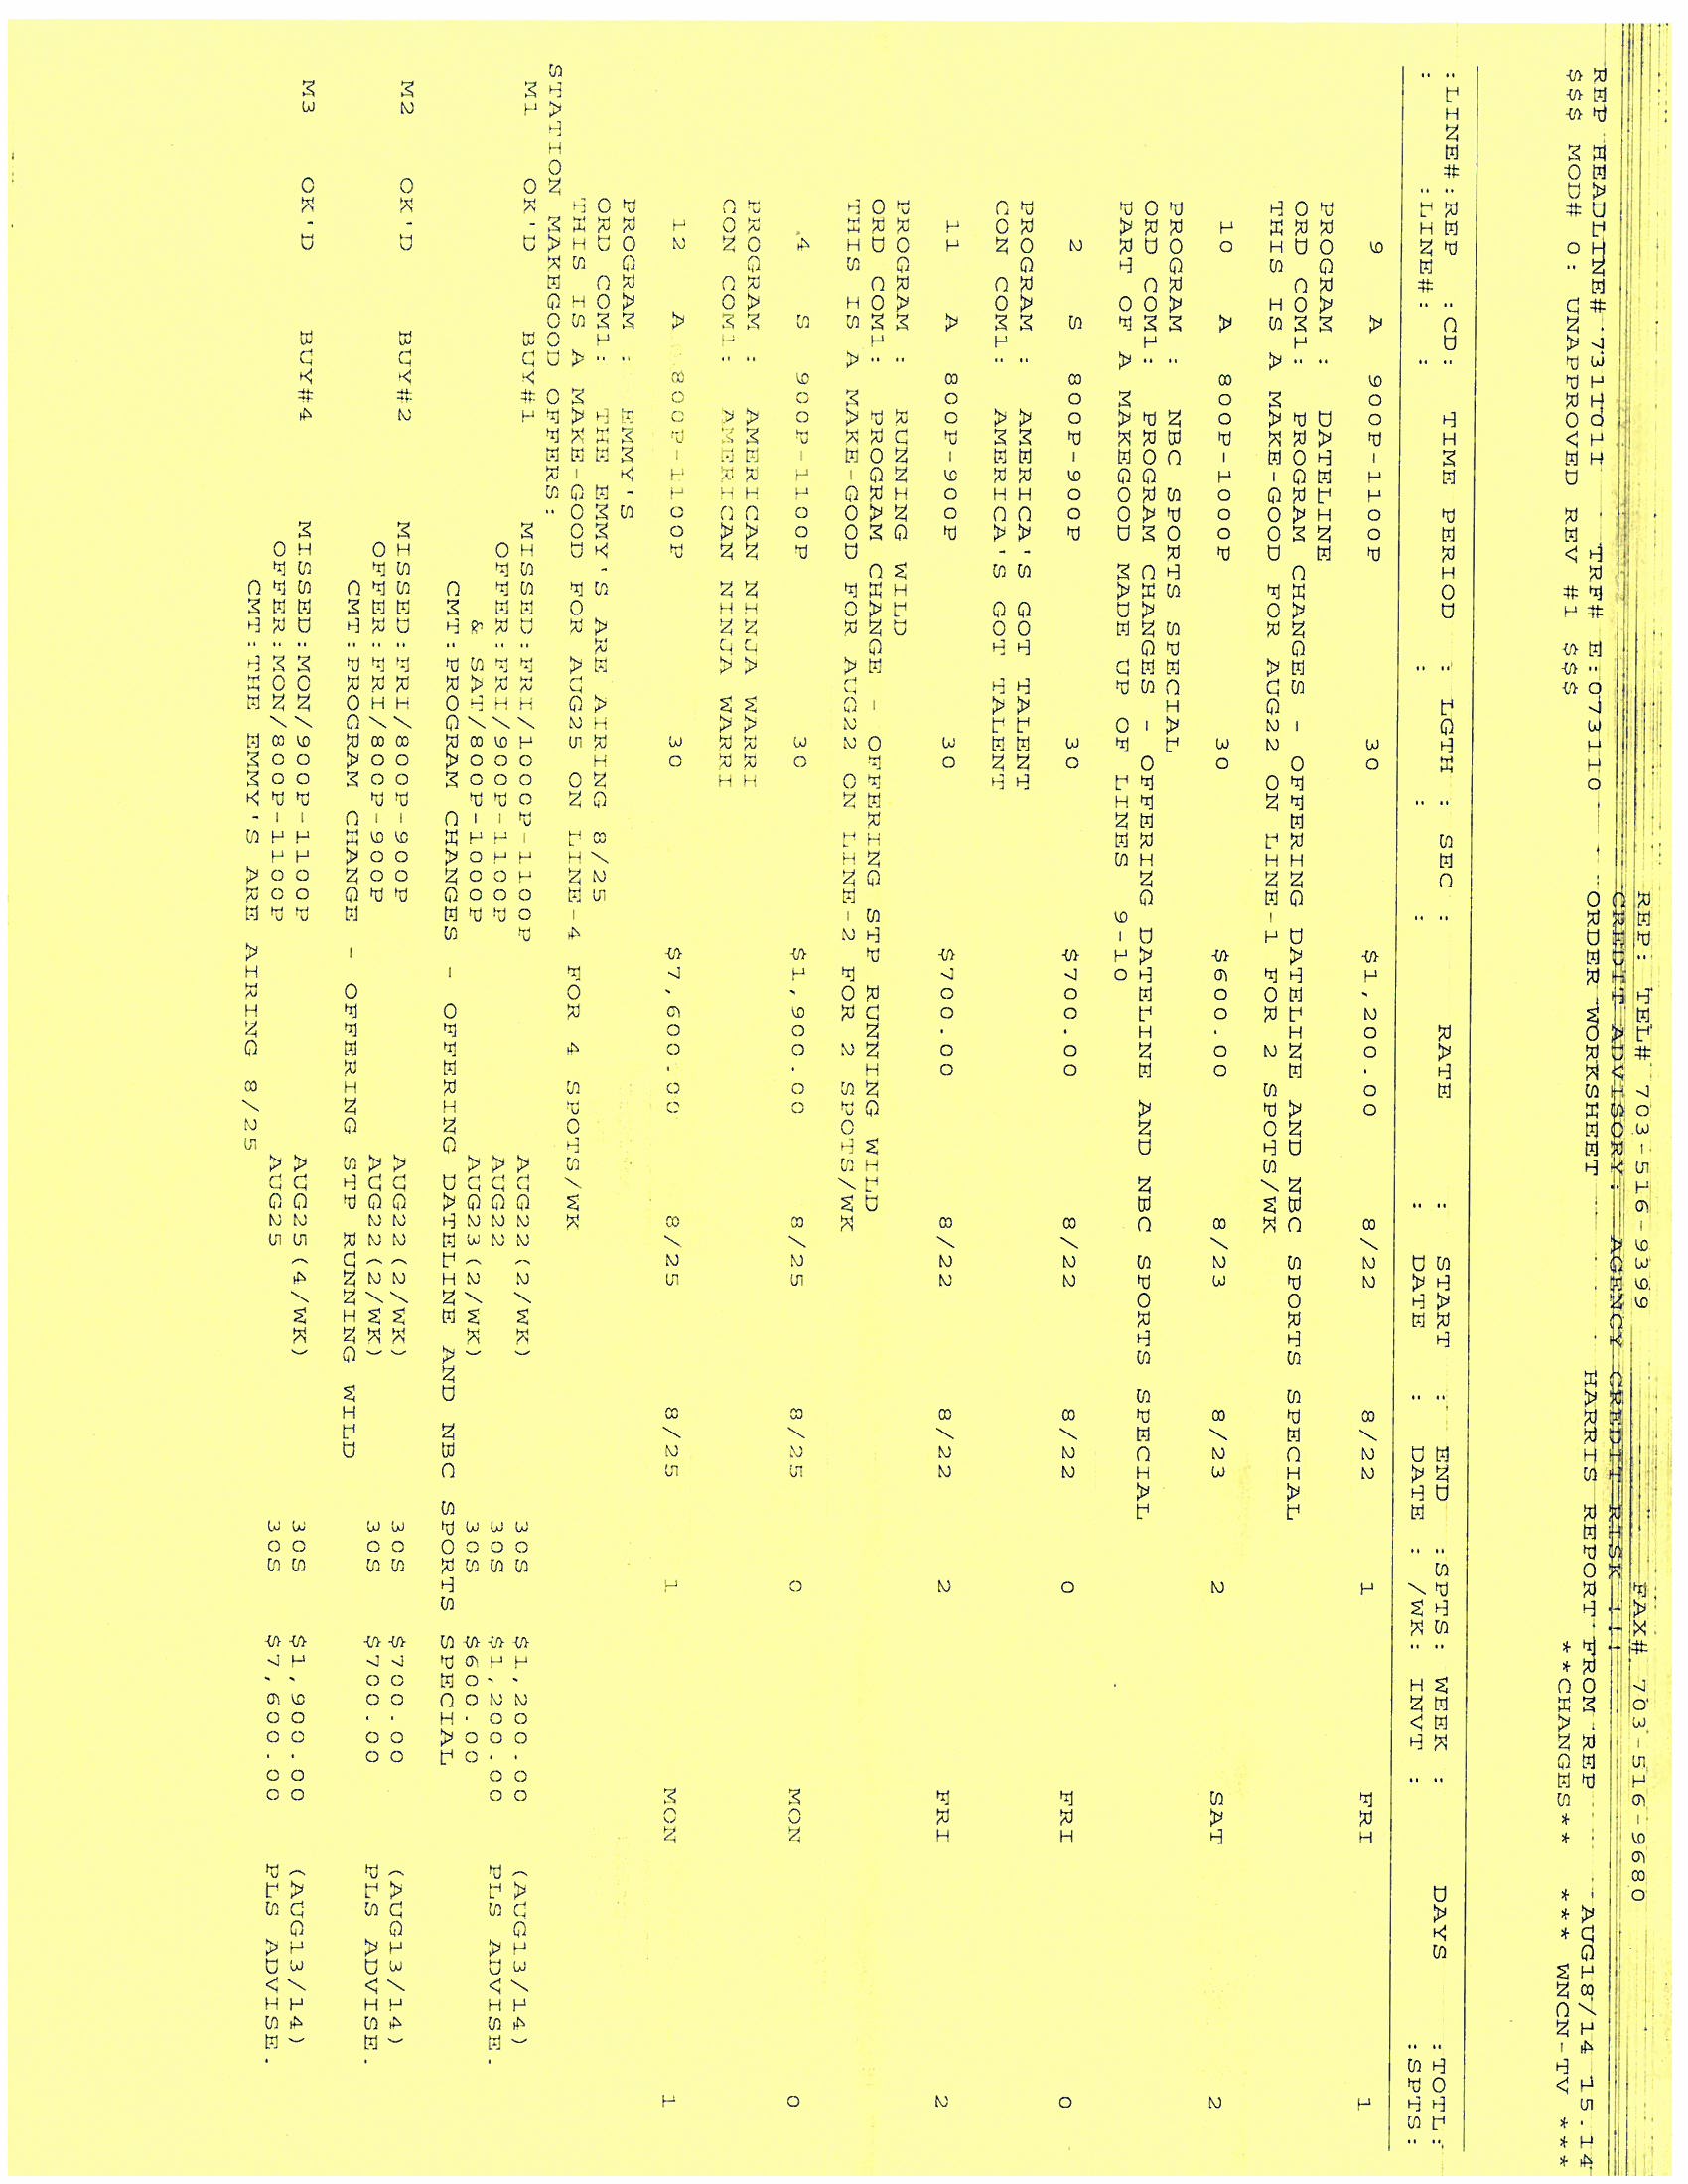 REP: TEL# 703-516-9399 FAX# 703-516-9680
CREDIT ADVISORY: AGENCY CREDIT RISK !!!
ORDER WORKSHEET HARRIS REPORT FROM REP AUG18/14 15.14
REP HEADLINE# 7311T011 TRF# E:073110 **CHANGES** *** WNCN-TV ***
$$$ MOD# 0: UNAPPROVED REV #1 $$$
:LINE#:REP :CD: TIME PERIOD : LGTH : SEC : RATE : START : END :SPTS: WEEK : DAYS :TOTL:
: :LINE#: : : : : DATE : DATE : /WK: INVT : :SPTS:
9 A 900P-1100P 30 $1,200.00 8/22 8/22 1 FRI 1
PROGRAM : DATELINE
ORD COM1: PROGRAM CHANGES - OFFERING DATELINE AND NBC SPORTS SPECIAL
THIS IS A MAKE-GOOD FOR AUG22 ON LINE-1 FOR 2 SPOTS/WK
10 A 800P-1000P 30 $600.00 8/23 8/23 2 SAT 2
PROGRAM : NBC SPORTS SPECIAL
ORD COM1: PROGRAM CHANGES - OFFERING DATELINE AND NBC SPORTS SPECIAL
PART OF A MAKEGOOD MADE UP OF LINES 9-10
2 S 800P-900P 30 $700.00 8/22 8/22 0 FRI 0
PROGRAM : AMERICA'S GOT TALENT
CON COM1: AMERICA'S GOT TALENT
11 A 800P-900P 30 $700.00 8/22 8/22 2 FRI 2
PROGRAM : RUNNING WILD
ORD COM1: PROGRAM CHANGE - OFFERING STP RUNNING WILD
THIS IS A MAKE-GOOD FOR AUG22 ON LINE-2 FOR 2 SPOTS/WK
4 S 900P-1100P 30 $1,900.00 8/25 8/25 0 MON 0
PROGRAM : AMERICAN NINJA WARRI
CON COM1: AMERICAN NINJA WARRI
12 A 800P-1100P 30 $7,600.00 8/25 8/25 1 MON 1
PROGRAM : EMMY'S
ORD COM1: THE EMMY'S ARE AIRING 8/25
THIS IS A MAKE-GOOD FOR AUG25 ON LINE-4 FOR 4 SPOTS/WK
STATION MAKEGOOD OFFERS:
M1 OK'D BUY#1 MISSED:FRI/1000P-1100P AUG22(2/WK) 30S $1,200.00 (AUG13/14)
OFFER:FRI/900P-1100P AUG22 30S $1,200.00 PLS ADVISE.
& SAT/800P-1000P AUG23(2/WK) 30S $600.00
CMT:PROGRAM CHANGES - OFFERING DATELINE AND NBC SPORTS SPECIAL
M2 OK'D BUY#2 MISSED:FRI/800P-900P AUG22(2/WK) 30S $700.00 (AUG13/14)
OFFER:FRI/800P-900P AUG22(2/WK) 30S $700.00 PLS ADVISE.
CMT:PROGRAM CHANGE - OFFERING STP RUNNING WILD
M3 OK'D BUY#4 MISSED:MON/900P-1100P AUG25(4/WK) 30S $1,900.00 (AUG13/14)
OFFER:MON/800P-1100P AUG25 30S $7,600.00 PLS ADVISE.
CMT:THE EMMY'S ARE AIRING 8/25